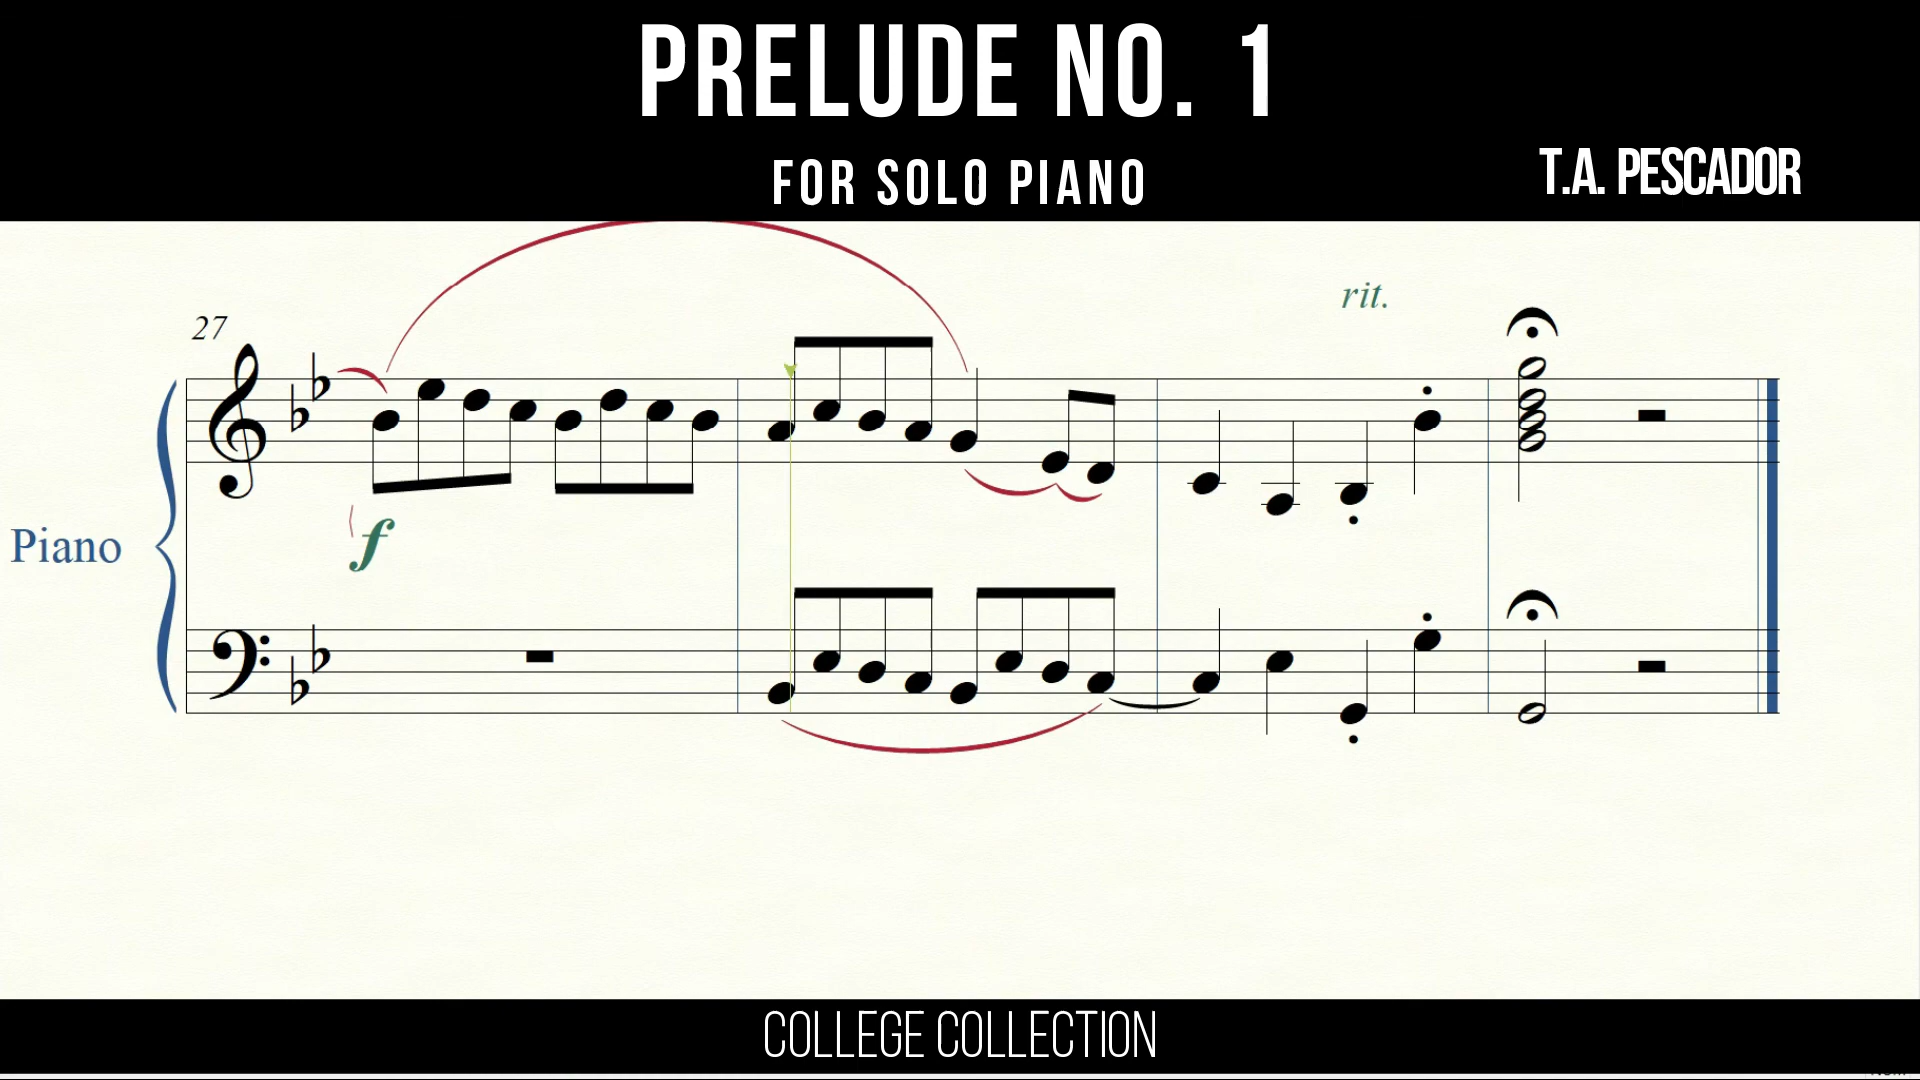 PRELUDE NO. 1
FOR SOLO PIANO
T.A. PESCADOR
rit.
27
Piano
f
COLLEGE COLLECTION